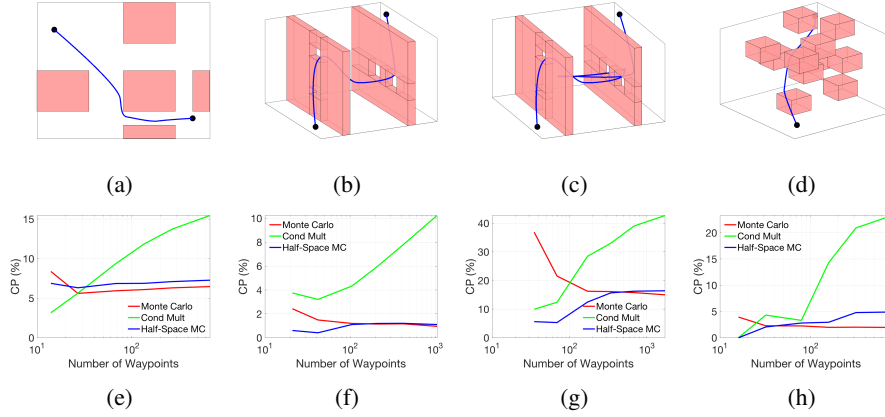 (a) (b) (c) (d)
CP (%)
15
10
5
0
10^1 10^2
Number of Waypoints
Monte Carlo
Cond Mult
Half-Space MC
CP (%)
10
8
6
4
2
0
10^1 10^2 10^3
Number of Waypoints
Monte Carlo
Cond Mult
Half-Space MC
CP (%)
40
30
20
10
0
10^1 10^2 10^3
Number of Waypoints
Monte Carlo
Cond Mult
Half-Space MC
CP (%)
20
15
10
5
0
10^1 10^2
Number of Waypoints
Monte Carlo
Cond Mult
Half-Space MC
(e) (f) (g) (h)